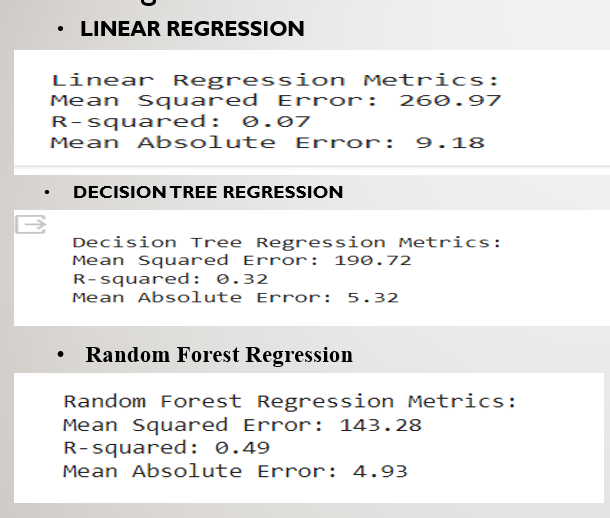 • LINEAR REGRESSION
Linear Regression Metrics:
Mean Squared Error: 260.97
R-squared: 0.07
Mean Absolute Error: 9.18
• DECISION TREE REGRESSION
Decision Tree Regression Metrics:
Mean Squared Error: 190.72
R-squared: 0.32
Mean Absolute Error: 5.32
• Random Forest Regression
Random Forest Regression Metrics:
Mean Squared Error: 143.28
R-squared: 0.49
Mean Absolute Error: 4.93